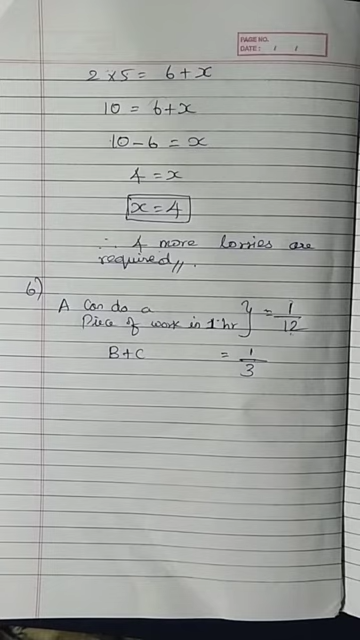 PAGE NO.
DATE: / /
2×5 = 6+x
10 = 6+x
10-6 = x
4 = x
x=4
∴ 4 more lorries are
required //.
6)
A can do a
Piece of work in 1 hr } = 1/12
B+C = 1/3